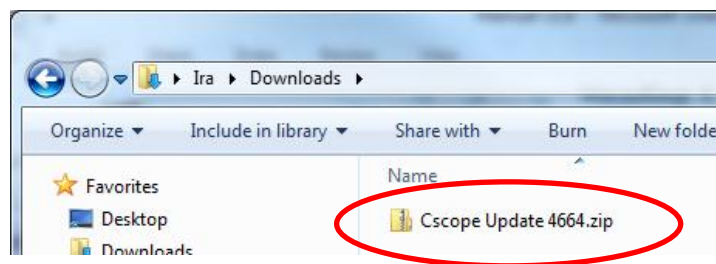 Ira Downloads
Organize Include in library Share with Burn New folde
Name
Favorites
Desktop
Cscope Update 4664.zip
Downloads